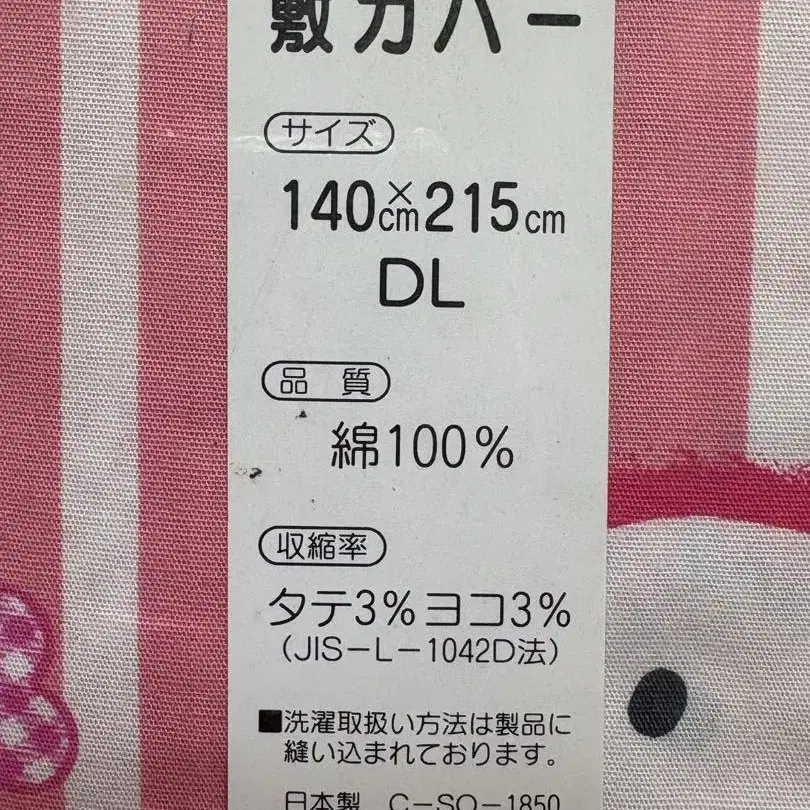 敷カバー
サイズ
140cm×215cm
DL
品質
綿100%
収縮率
タテ3%ヨコ3%
(JIS-L-1042D法)
■洗濯取扱い方法は製品に
縫い込まれております。
日本製 C-SO-1850